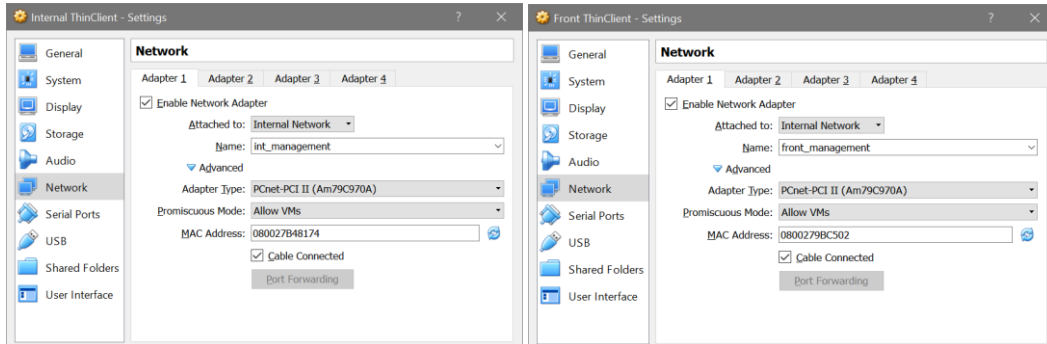 Internal ThinClient - Settings
?
General
System
Display
Storage
Audio
Network
Serial Ports
USB
Shared Folders
User Interface
Network
Adapter 1 Adapter 2 Adapter 3 Adapter 4
Enable Network Adapter
Attached to: Internal Network
Name: int_management
Advanced
Adapter Type: PCnet-PCI II (Am79C970A)
Promiscuous Mode: Allow VMs
MAC Address: 080027B48174
Cable Connected
Port Forwarding
Front ThinClient - Settings
?
General
System
Display
Storage
Audio
Network
Serial Ports
USB
Shared Folders
User Interface
Network
Adapter 1 Adapter 2 Adapter 3 Adapter 4
Enable Network Adapter
Attached to: Internal Network
Name: front_management
Advanced
Adapter Type: PCnet-PCI II (Am79C970A)
Promiscuous Mode: Allow VMs
MAC Address: 0800279BC502
Cable Connected
Port Forwarding